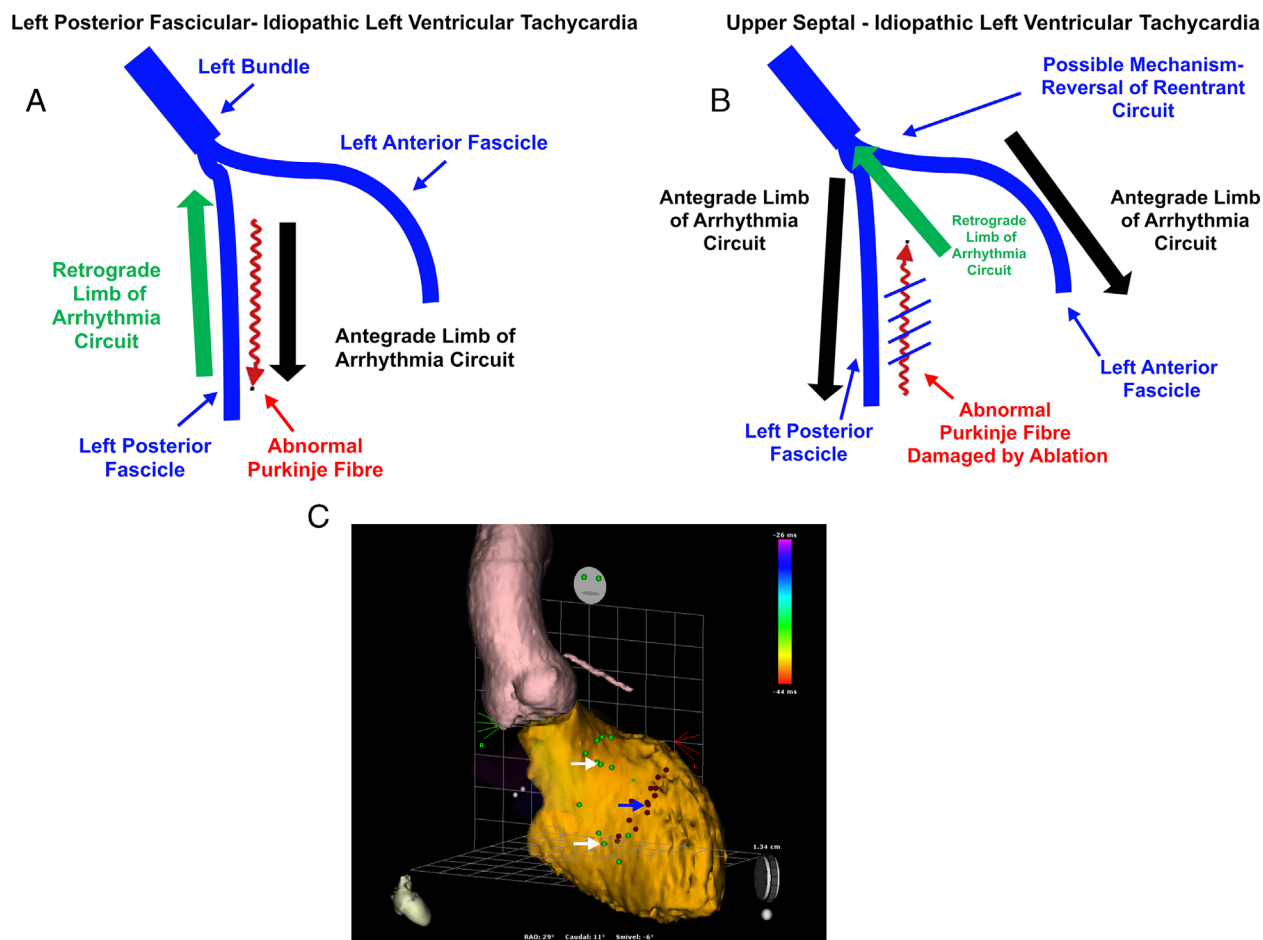 Left Posterior Fascicular- Idiopathic Left Ventricular Tachycardia
A
Left Bundle
Left Anterior Fascicle
Retrograde
Limb of
Arrhythmia
Circuit
Antegrade Limb of
Arrhythmia Circuit
Left Posterior
Fascicle
Abnormal
Purkinje Fibre
Upper Septal - Idiopathic Left Ventricular Tachycardia
B
Possible Mechanism-
Reversal of Reentrant
Circuit
Antegrade Limb
of Arrhythmia
Circuit
Retrograde
Limb of
Arrhythmia
Circuit
Antegrade Limb
of Arrhythmia
Circuit
Left Anterior
Fascicle
Left Posterior
Fascicle
Abnormal
Purkinje Fibre
Damaged by Ablation
C
-26 ms
-44 ms
R
L
1.34 cm
RAO: 29° Caudal: 11° Swivel: -6°